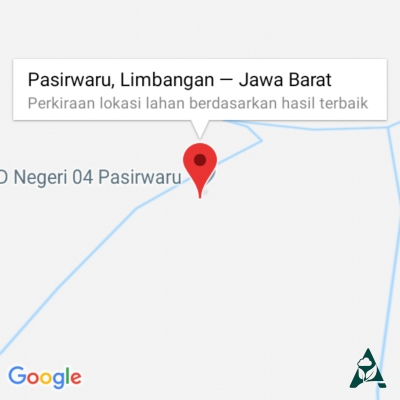 Pasirwaru, Limbangan — Jawa Barat
Perkiraan lokasi lahan berdasarkan hasil terbaik
D Negeri 04 Pasirwaru
Google